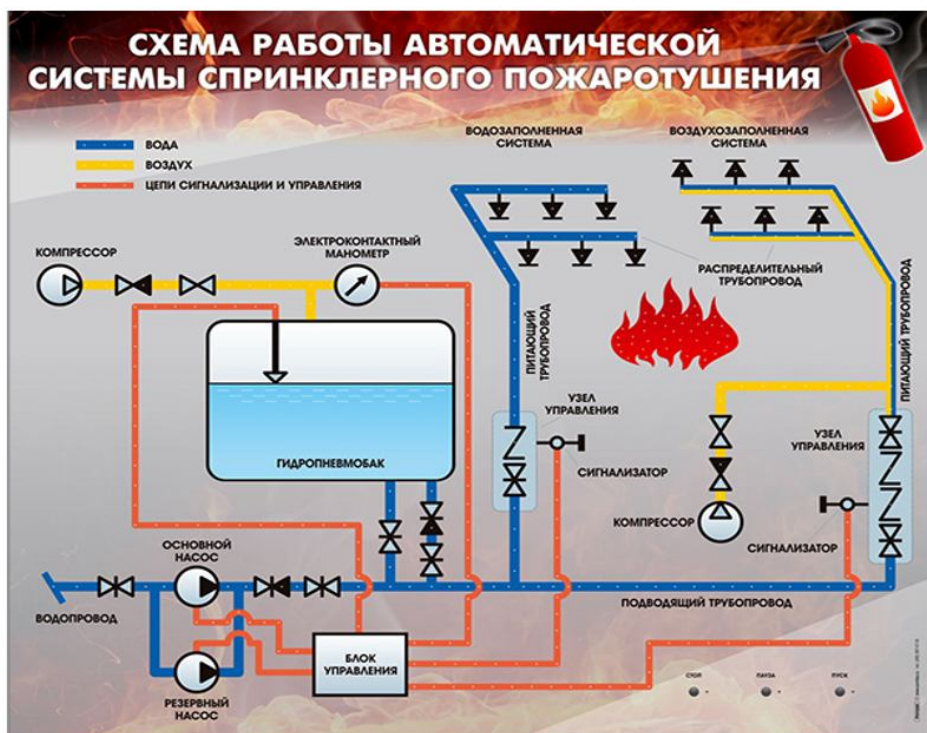 СХЕМА РАБОТЫ АВТОМАТИЧЕСКОЙ
СИСТЕМЫ СПРИНКЛЕРНОГО ПОЖАРОТУШЕНИЯ
ВОДА
ВОЗДУХ
ЦЕПИ СИГНАЛИЗАЦИИ И УПРАВЛЕНИЯ
ВОДОЗАПОЛНЕННАЯ
СИСТЕМА
ВОЗДУХОЗАПОЛНЕННАЯ
СИСТЕМА
КОМПРЕССОР
ЭЛЕКТРОКОНТАКТНЫЙ
МАНОМЕТР
РАСПРЕДЕЛИТЕЛЬНЫЙ
ТРУБОПРОВОД
ПИТАЮЩИЙ
ТРУБОПРОВОД
ПИТАЮЩИЙ ТРУБОПРОВОД
УЗЕЛ
УПРАВЛЕНИЯ
УЗЕЛ
УПРАВЛЕНИЯ
ГИДРОПНЕВМОБАК
СИГНАЛИЗАТОР
КОМПРЕССОР
СИГНАЛИЗАТОР
ОСНОВНОЙ
НАСОС
ВОДОПРОВОД
ПОДВОДЯЩИЙ ТРУБОПРОВОД
БЛОК
УПРАВЛЕНИЯ
РЕЗЕРВНЫЙ
НАСОС
СТОП
ПАУЗА
ПУСК